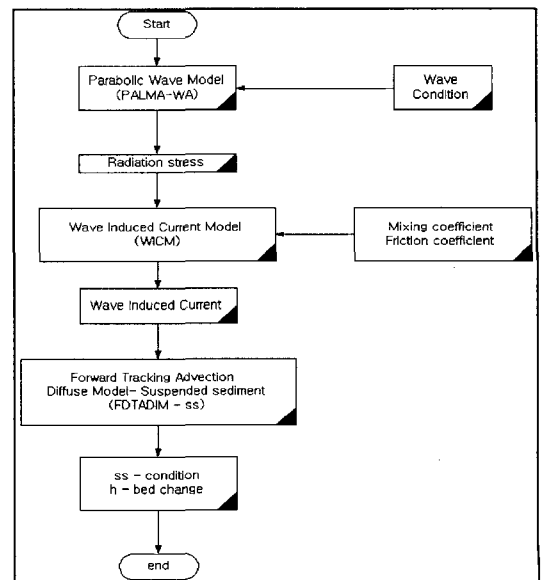 Start
Parabolic Wave Model
(PALMA-WA)
Wave
Condition
Radiation stress
Wave Induced Current Model
(WICM)
Mixing coefficient
Friction coefficient
Wave Induced Current
Forward Tracking Advection
Diffuse Model- Suspended sediment
(FDTADIM - ss)
ss - condition
h - bed change
end